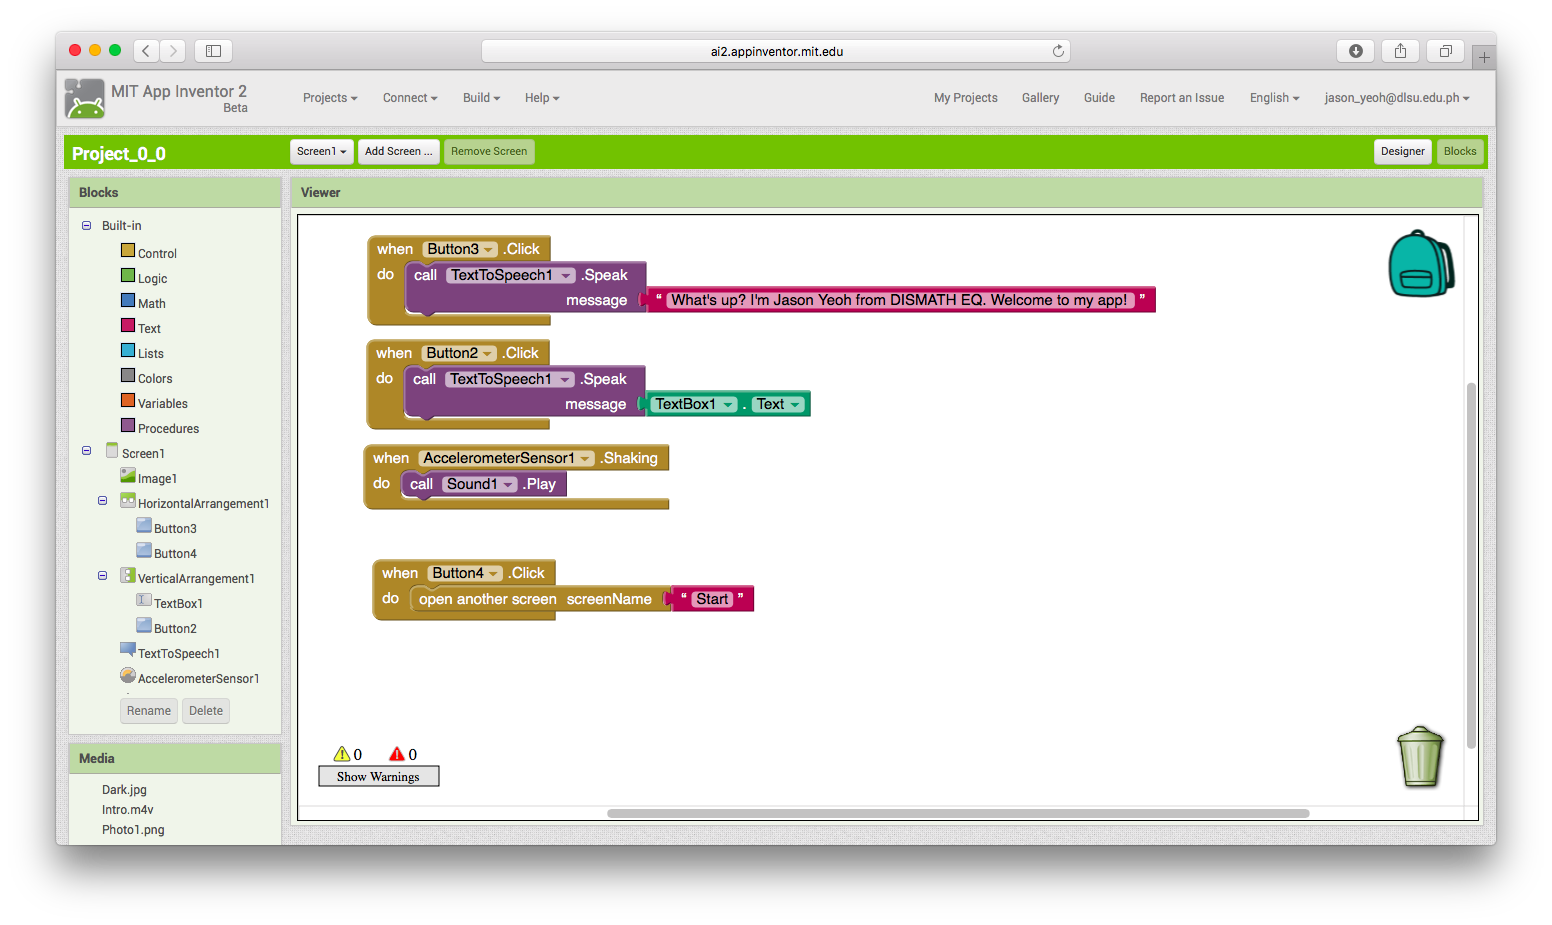 ai2.appinventor.mit.edu
MIT App Inventor 2
Beta
Projects
Connect
Build
Help
My Projects
Gallery
Guide
Report an Issue
English
jason_yeoh@dlsu.edu.ph
Project_0_0
Screen1
Add Screen ...
Remove Screen
Designer
Blocks
Blocks
Built-in
Control
Logic
Math
Text
Lists
Colors
Variables
Procedures
Screen1
Image1
HorizontalArrangement1
Button3
Button4
VerticalArrangement1
TextBox1
Button2
TextToSpeech1
AccelerometerSensor1
Rename
Delete
Media
Dark.jpg
Intro.m4v
Photo1.png
Viewer
when Button3 .Click
do call TextToSpeech1 .Speak
message “ What's up? I'm Jason Yeoh from DISMATH EQ. Welcome to my app! ”
when Button2 .Click
do call TextToSpeech1 .Speak
message TextBox1 . Text
when AccelerometerSensor1 .Shaking
do call Sound1 .Play
when Button4 .Click
do open another screen screenName “ Start ”
0 0
Show Warnings